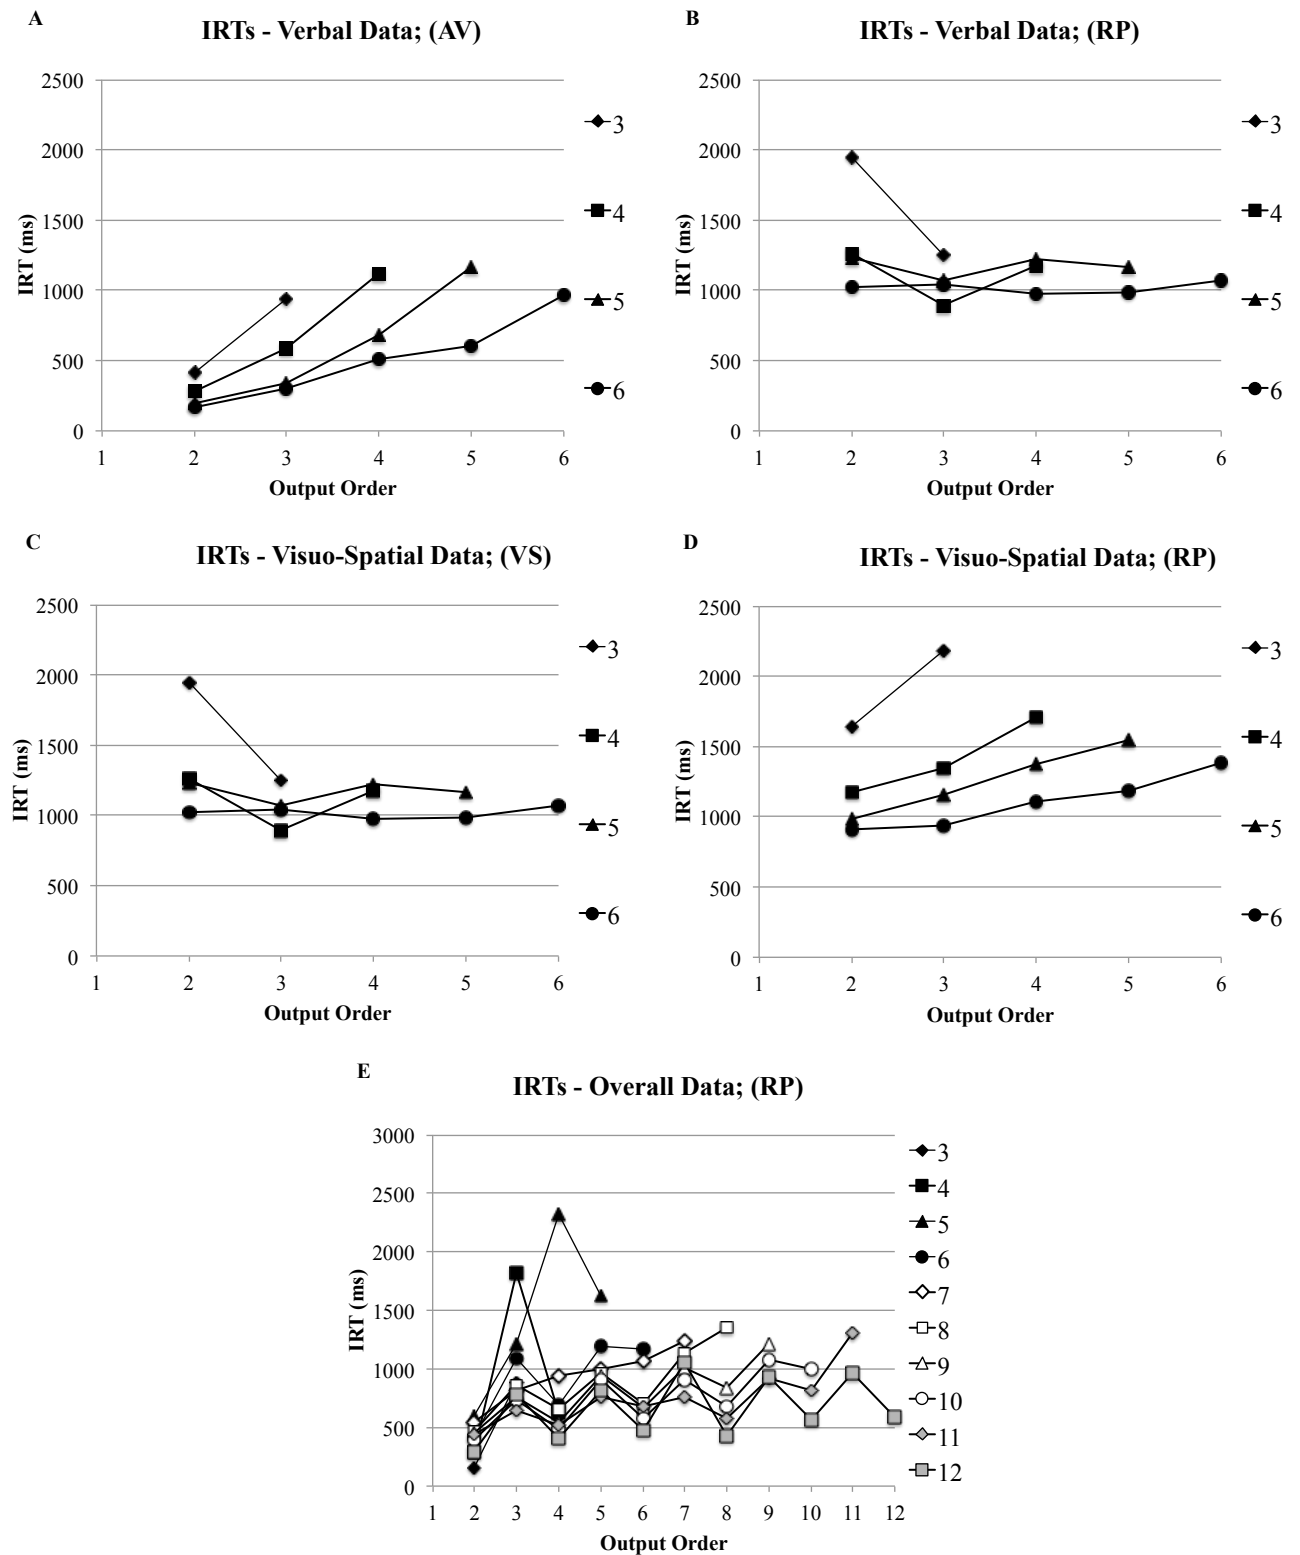 A
IRTs - Verbal Data; (AV)
2500
2000
1500
1000
500
0
IRT (ms)
1 2 3 4 5 6
Output Order
3
4
5
6
B
IRTs - Verbal Data; (RP)
2500
2000
1500
1000
500
0
IRT (ms)
1 2 3 4 5 6
Output Order
3
4
5
6
C
IRTs - Visuo-Spatial Data; (VS)
2500
2000
1500
1000
500
0
IRT (ms)
1 2 3 4 5 6
Output Order
3
4
5
6
D
IRTs - Visuo-Spatial Data; (RP)
2500
2000
1500
1000
500
0
IRT (ms)
1 2 3 4 5 6
Output Order
3
4
5
6
E
IRTs - Overall Data; (RP)
3000
2500
2000
1500
1000
500
0
IRT (ms)
1 2 3 4 5 6 7 8 9 10 11 12
Output Order
3
4
5
6
7
8
9
10
11
12